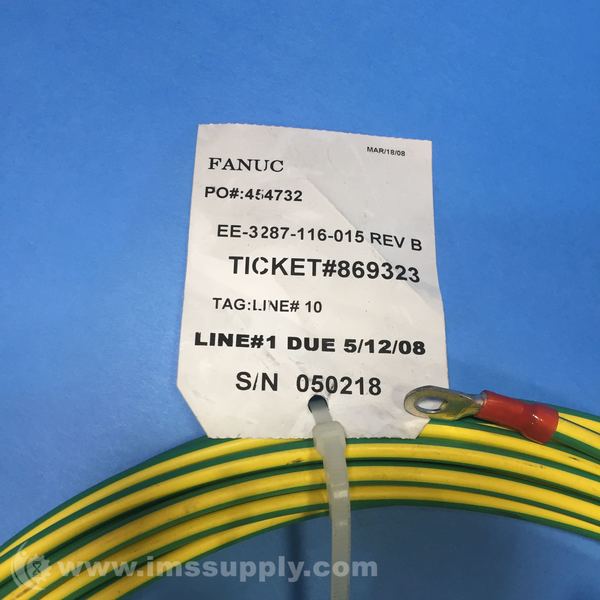 MAR/18/08
FANUC
PO#:454732
EE-3287-116-015 REV B
TICKET#869323
TAG:LINE# 10
LINE#1 DUE 5/12/08
S/N 050218
www.imssupply.com